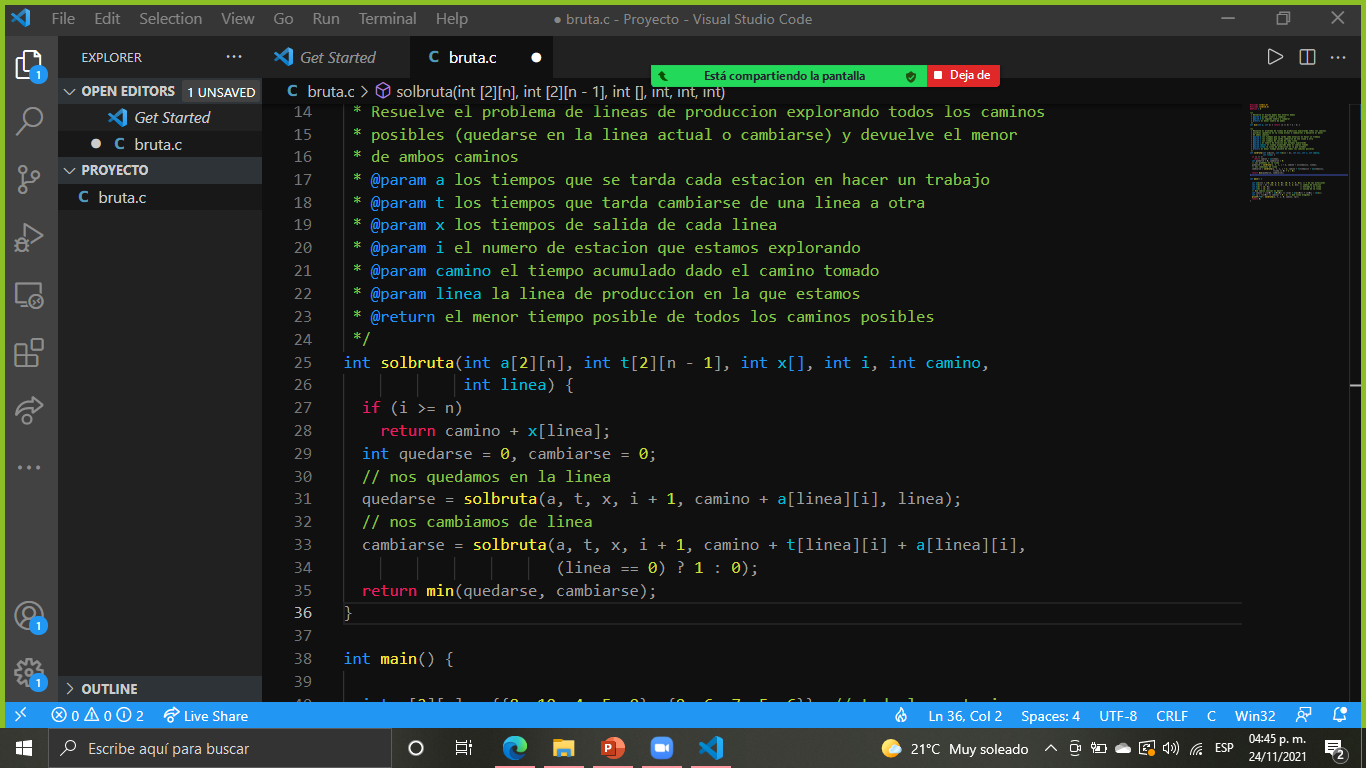 File Edit Selection View Go Run Terminal Help
● bruta.c - Proyecto - Visual Studio Code
EXPLORER
Get Started
C bruta.c
Está compartiendo la pantalla
Deja de
OPEN EDITORS 1 UNSAVED
Get Started
C bruta.c
PROYECTO
C bruta.c
OUTLINE
1
1
1
C bruta.c > solbruta(int [2][n], int [2][n - 1], int [], int, int, int)
14 * Resuelve el problema de lineas de produccion explorando todos los caminos
15 * posibles (quedarse en la linea actual o cambiarse) y devuelve el menor
16 * de ambos caminos
17 * @param a los tiempos que se tarda cada estacion en hacer un trabajo
18 * @param t los tiempos que tarda cambiarse de una linea a otra
19 * @param x los tiempos de salida de cada linea
20 * @param i el numero de estacion que estamos explorando
21 * @param camino el tiempo acumulado dado el camino tomado
22 * @param linea la linea de produccion en la que estamos
23 * @return el menor tiempo posible de todos los caminos posibles
24 */
25 int solbruta(int a[2][n], int t[2][n - 1], int x[], int i, int camino,
26 int linea) {
27 if (i >= n)
28 return camino + x[linea];
29 int quedarse = 0, cambiarse = 0;
30 // nos quedamos en la linea
31 quedarse = solbruta(a, t, x, i + 1, camino + a[linea][i], linea);
32 // nos cambiamos de linea
33 cambiarse = solbruta(a, t, x, i + 1, camino + t[linea][i] + a[linea][i],
34 (linea == 0) ? 1 : 0);
35 return min(quedarse, cambiarse);
36 }
37
38 int main() {
39
0 0 2 Live Share
Ln 36, Col 2 Spaces: 4 UTF-8 CRLF C Win32
Escribe aquí para buscar
21°C Muy soleado
ESP
04:45 p. m.
24/11/2021
2